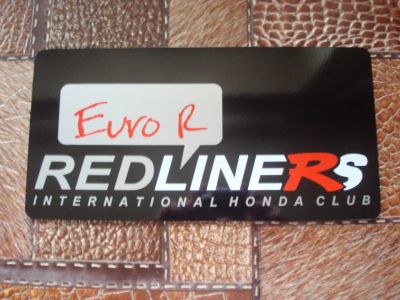 Euro R
REDLINERS
INTERNATIONAL HONDA CLUB